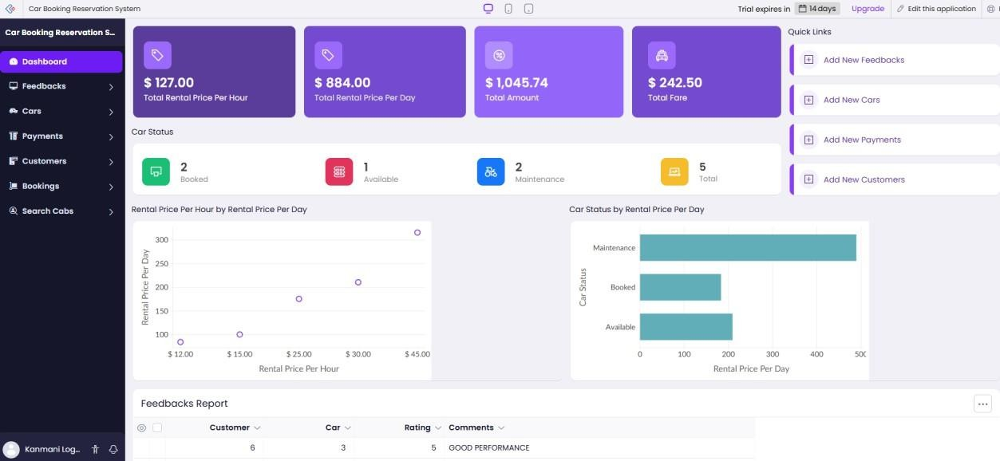 Car Booking Reservation System
Trial expires in 14 days Upgrade Edit this application
Car Booking Reservation S...
Dashboard
Feedbacks
Cars
Payments
Customers
Bookings
Search Cabs
Kanmani Log...
$ 127.00
Total Rental Price Per Hour
$ 884.00
Total Rental Price Per Day
$ 1,045.74
Total Amount
$ 242.50
Total Fare
Quick Links
Add New Feedbacks
Add New Cars
Add New Payments
Add New Customers
Car Status
2
Booked
1
Available
2
Maintenance
5
Total
Rental Price Per Hour by Rental Price Per Day
Rental Price Per Day
300
250
200
150
100
$ 12.00 $ 15.00 $ 25.00 $ 30.00 $ 45.00
Rental Price Per Hour
Car Status by Rental Price Per Day
Car Status
Maintenance
Booked
Available
0 100 200 300 400 500
Rental Price Per Day
Feedbacks Report
Customer Car Rating Comments
6 3 5 GOOD PERFORMANCE